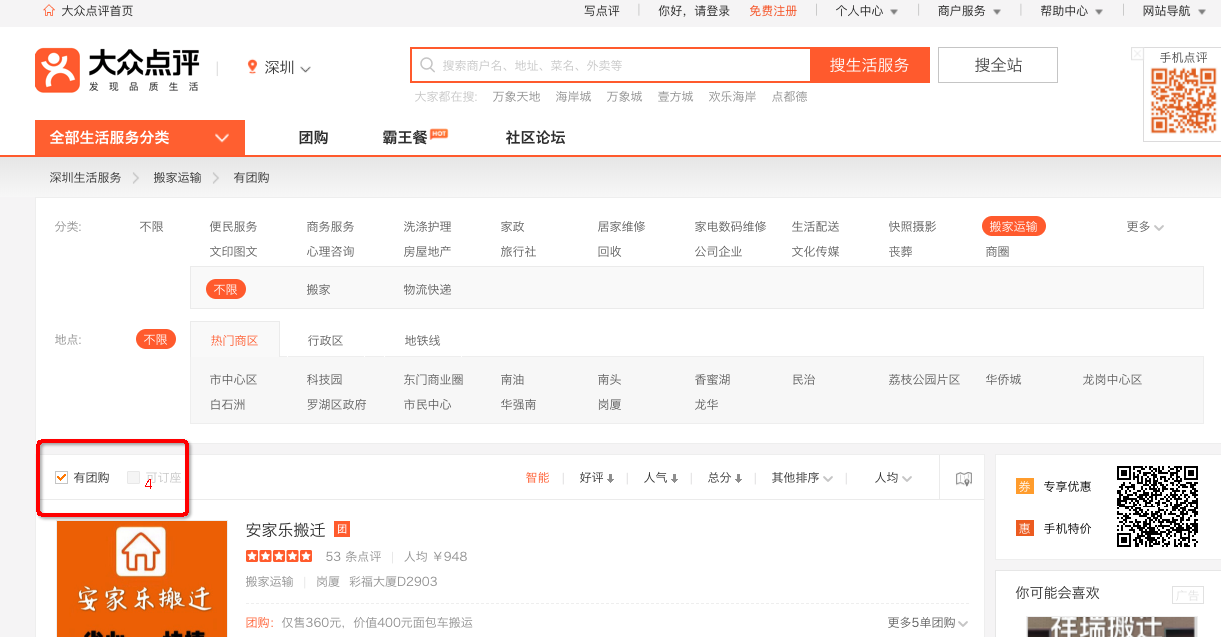 大众点评首页 写点评 你好，请登录 免费注册 个人中心 商户服务 帮助中心 网站导航
大众点评
发现品质生活
深圳
搜索商户名、地址、菜名、外卖等
搜生活服务
搜全站
手机点评
大家都在搜: 万象天地 海岸城 万象城 壹方城 欢乐海岸 点都德
全部生活服务分类 团购 霸王餐 HOT 社区论坛
深圳生活服务 搬家运输 有团购
分类: 不限 便民服务 商务服务 洗涤护理 家政 居家维修 家电数码维修 生活配送 快照摄影 搬家运输 更多
文印图文 心理咨询 房屋地产 旅行社 回收 公司企业 文化传媒 丧葬 商圈
不限 搬家 物流快递
地点: 不限 热门商区 行政区 地铁线
市中心区 科技园 东门商业圈 南油 南头 香蜜湖 民治 荔枝公园片区 华侨城 龙岗中心区
白石洲 罗湖区政府 市民中心 华强南 岗厦 龙华
有团购 可订座 智能 好评 人气 总分 其他排序 人均
4
券 专享优惠
惠 手机特价
安家乐搬迁
安家乐搬迁 团
53 条点评 人均 ￥948
搬家运输 岗厦 彩福大厦D2903
团购: 仅售360元，价值400元面包车搬运 更多5单团购
你可能会喜欢 广告
祥瑞搬迁